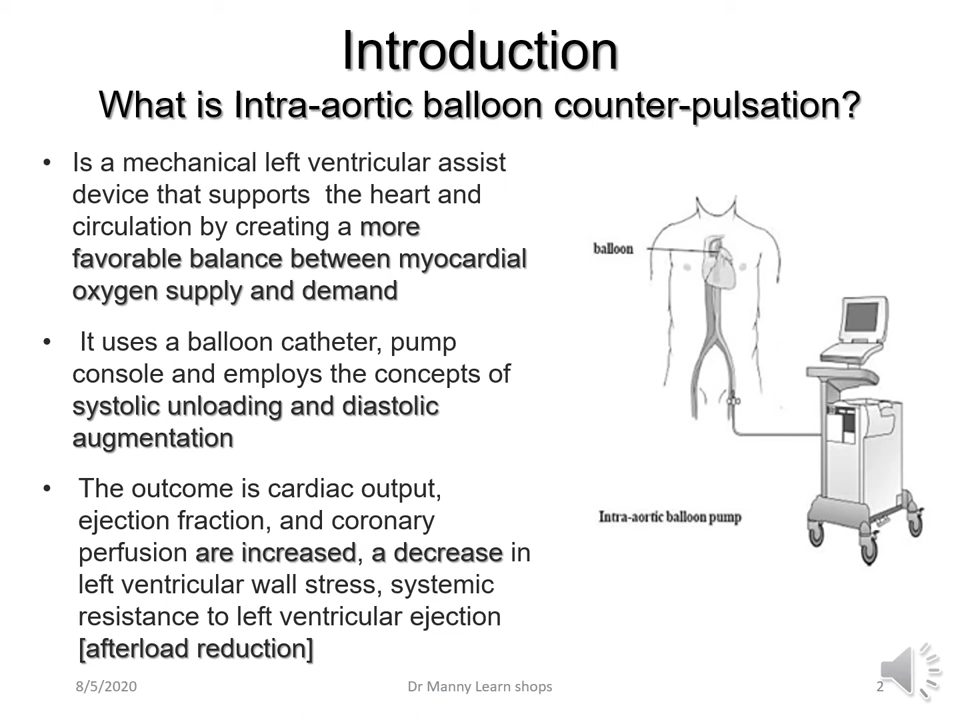 Introduction
What is Intra-aortic balloon counter-pulsation?
• Is a mechanical left ventricular assist
device that supports the heart and
circulation by creating a more
favorable balance between myocardial
oxygen supply and demand
• It uses a balloon catheter, pump
console and employs the concepts of
systolic unloading and diastolic
augmentation
• The outcome is cardiac output,
ejection fraction, and coronary
perfusion are increased, a decrease in
left ventricular wall stress, systemic
resistance to left ventricular ejection
[afterload reduction]
balloon
Intra-aortic balloon pump
8/5/2020
Dr Manny Learn shops
2